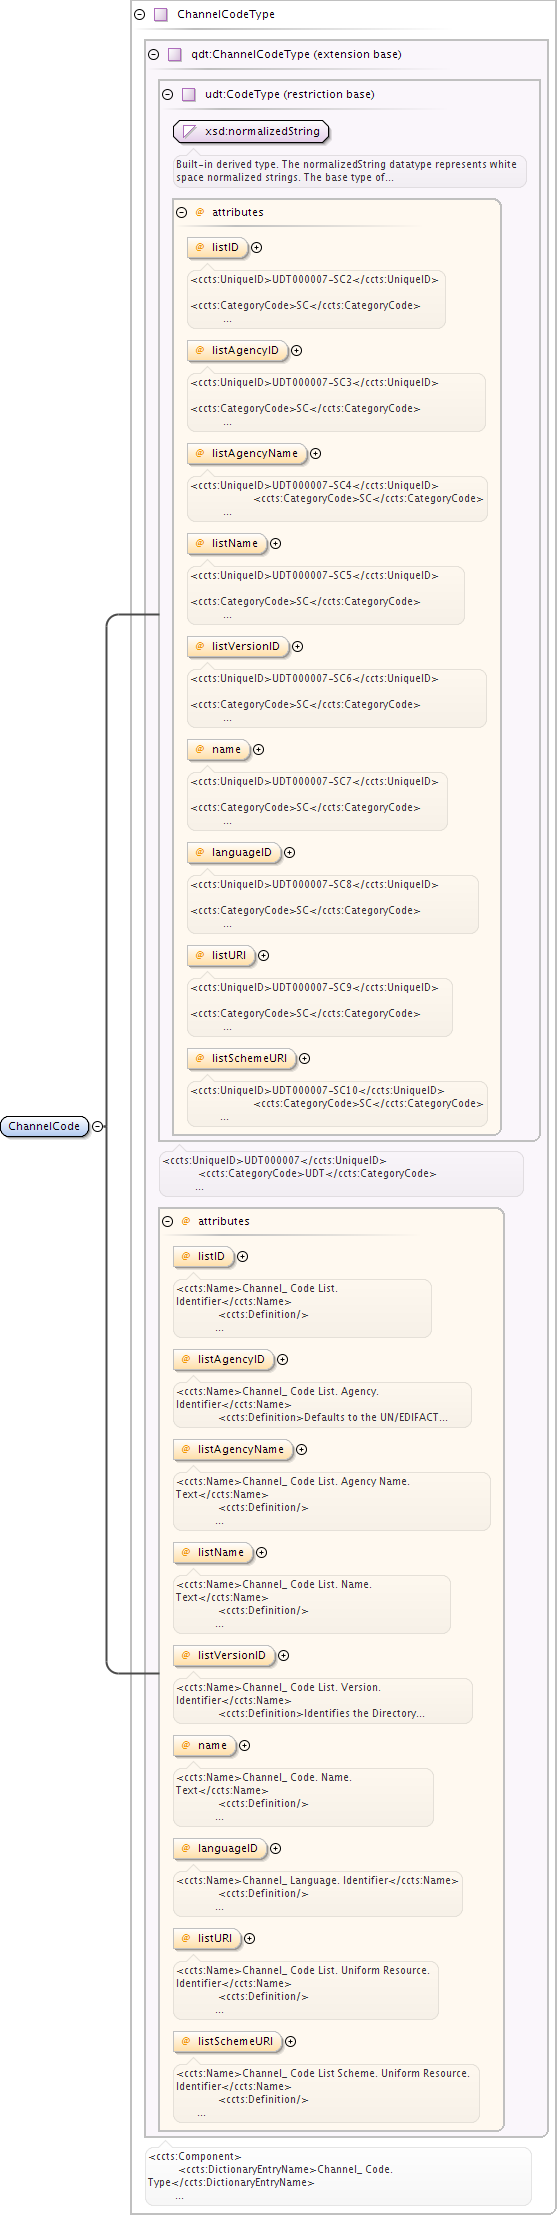 ChannelCodeType
qdt:ChannelCodeType (extension base)
udt:CodeType (restriction base)
xsd:normalizedString
Built-in derived type. The normalizedString datatype represents white
space normalized strings. The base type of...
@ attributes
@ listID
<ccts:UniqueID>UDT000007-SC2</ccts:UniqueID>
<ccts:CategoryCode>SC</ccts:CategoryCode>
...
@ listAgencyID
<ccts:UniqueID>UDT000007-SC3</ccts:UniqueID>
<ccts:CategoryCode>SC</ccts:CategoryCode>
...
@ listAgencyName
<ccts:UniqueID>UDT000007-SC4</ccts:UniqueID>
<ccts:CategoryCode>SC</ccts:CategoryCode>
...
@ listName
<ccts:UniqueID>UDT000007-SC5</ccts:UniqueID>
<ccts:CategoryCode>SC</ccts:CategoryCode>
...
@ listVersionID
<ccts:UniqueID>UDT000007-SC6</ccts:UniqueID>
<ccts:CategoryCode>SC</ccts:CategoryCode>
...
@ name
<ccts:UniqueID>UDT000007-SC7</ccts:UniqueID>
<ccts:CategoryCode>SC</ccts:CategoryCode>
...
@ languageID
<ccts:UniqueID>UDT000007-SC8</ccts:UniqueID>
<ccts:CategoryCode>SC</ccts:CategoryCode>
...
@ listURI
<ccts:UniqueID>UDT000007-SC9</ccts:UniqueID>
<ccts:CategoryCode>SC</ccts:CategoryCode>
...
@ listSchemeURI
<ccts:UniqueID>UDT000007-SC10</ccts:UniqueID>
<ccts:CategoryCode>SC</ccts:CategoryCode>
...
ChannelCode
<ccts:UniqueID>UDT000007</ccts:UniqueID>
<ccts:CategoryCode>UDT</ccts:CategoryCode>
...
@ attributes
@ listID
<ccts:Name>Channel_ Code List.
Identifier</ccts:Name>
<ccts:Definition/>
...
@ listAgencyID
<ccts:Name>Channel_ Code List. Agency.
Identifier</ccts:Name>
<ccts:Definition>Defaults to the UN/EDIFACT...
@ listAgencyName
<ccts:Name>Channel_ Code List. Agency Name.
Text</ccts:Name>
<ccts:Definition/>
...
@ listName
<ccts:Name>Channel_ Code List. Name.
Text</ccts:Name>
<ccts:Definition/>
...
@ listVersionID
<ccts:Name>Channel_ Code List. Version.
Identifier</ccts:Name>
<ccts:Definition>Identifies the Directory...
@ name
<ccts:Name>Channel_ Code. Name.
Text</ccts:Name>
<ccts:Definition/>
...
@ languageID
<ccts:Name>Channel_ Language. Identifier</ccts:Name>
<ccts:Definition/>
...
@ listURI
<ccts:Name>Channel_ Code List. Uniform Resource.
Identifier</ccts:Name>
<ccts:Definition/>
...
@ listSchemeURI
<ccts:Name>Channel_ Code List Scheme. Uniform Resource.
Identifier</ccts:Name>
<ccts:Definition/>
...
<ccts:Component>
<ccts:DictionaryEntryName>Channel_ Code.
Type</ccts:DictionaryEntryName>
...